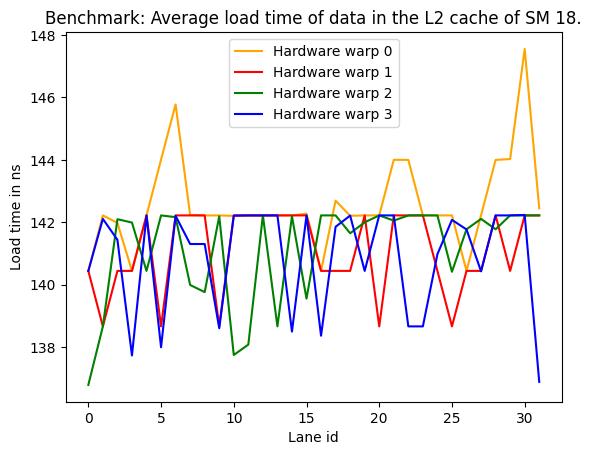 Benchmark: Average load time of data in the L2 cache of SM 18.
Hardware warp 0
Hardware warp 1
Hardware warp 2
Hardware warp 3
Load time in ns
148
146
144
142
140
138
0 5 10 15 20 25 30
Lane id